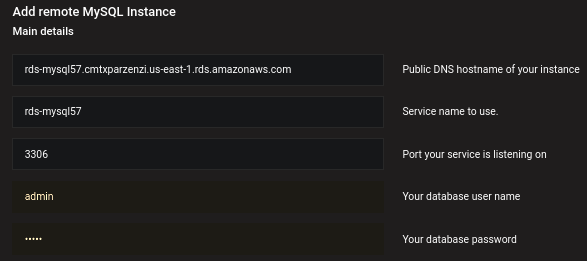 Add remote MySQL Instance
Main details
rds-mysql57.cmtxparzenzi.us-east-1.rds.amazonaws.com Public DNS hostname of your instance
rds-mysql57 Service name to use.
3306 Port your service is listening on
admin Your database user name
••••• Your database password